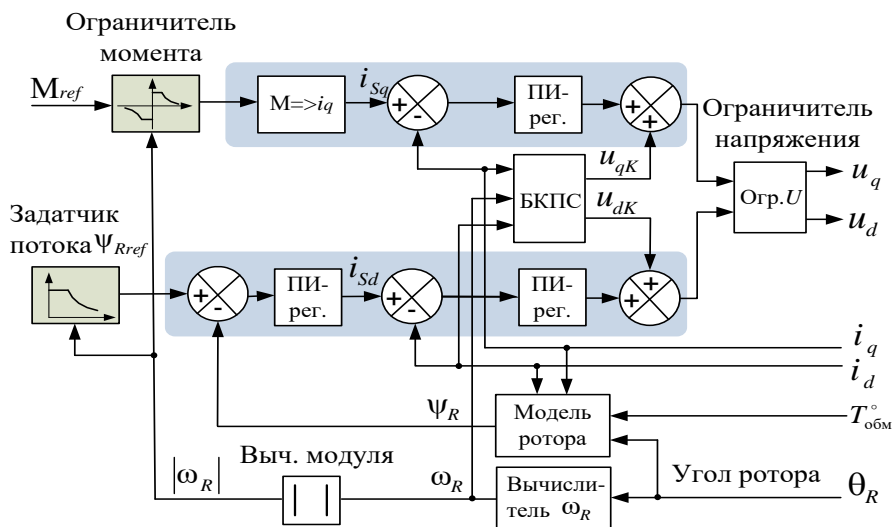 Ограничитель
момента
M_ref
M=>i_q
i_Sq
+
-
ПИ-
рег.
+
+
Ограничитель
напряжения
u_q
u_d
Огр.U
u_qK
БКПС
u_dK
Задатчик
потока Ψ_Rref
+
-
ПИ-
рег.
i_Sd
+
-
ПИ-
рег.
+
+
i_q
i_d
Ψ_R
Модель
ротора
T°_обм
|ω_R|
Выч. модуля
| |
ω_R
Вычисли-
тель ω_R
Угол ротора
θ_R